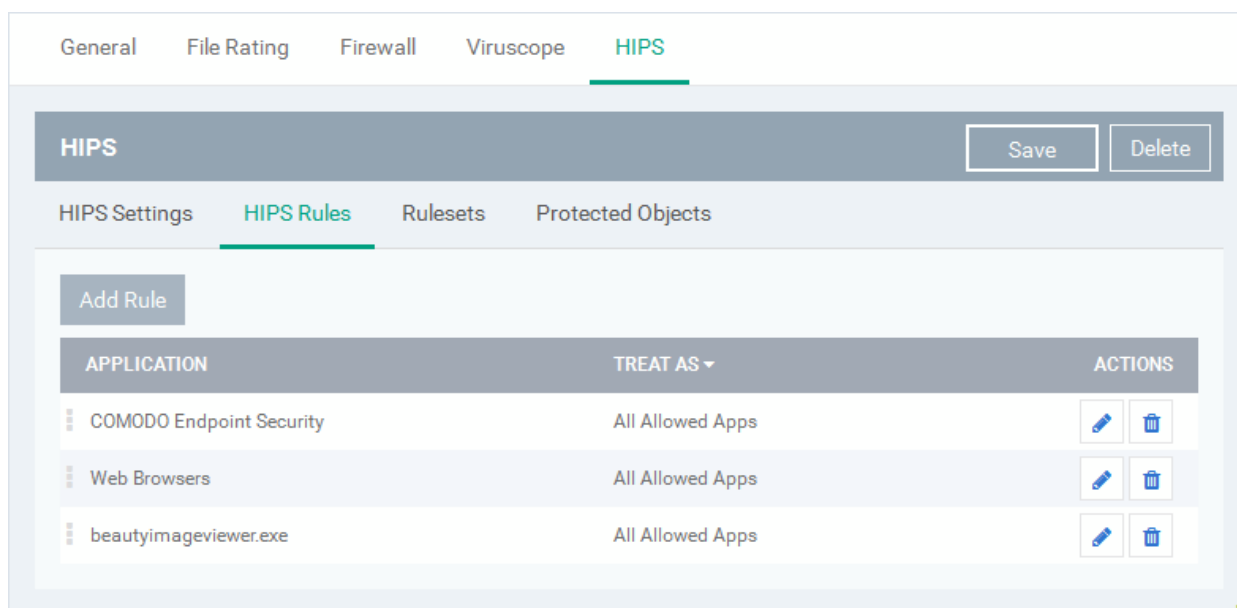 General File Rating Firewall Viruscope HIPS
HIPS Save Delete
HIPS Settings HIPS Rules Rulesets Protected Objects
Add Rule
APPLICATION TREAT AS ACTIONS
COMODO Endpoint Security All Allowed Apps
Web Browsers All Allowed Apps
beautyimageviewer.exe All Allowed Apps